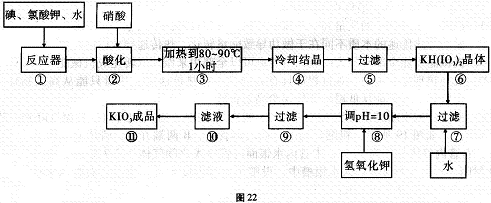 碘、氯酸钾、水
硝酸
反应器
酸化
加热到80~90℃
1小时
冷却结晶
过滤
KH(IO₃)₂晶体
① ② ③ ④ ⑤ ⑥
KIO₃成品
滤液
过滤
调pH=10
过滤
⑪ ⑩ ⑨ ⑧ ⑦
氢氧化钾
水
图22